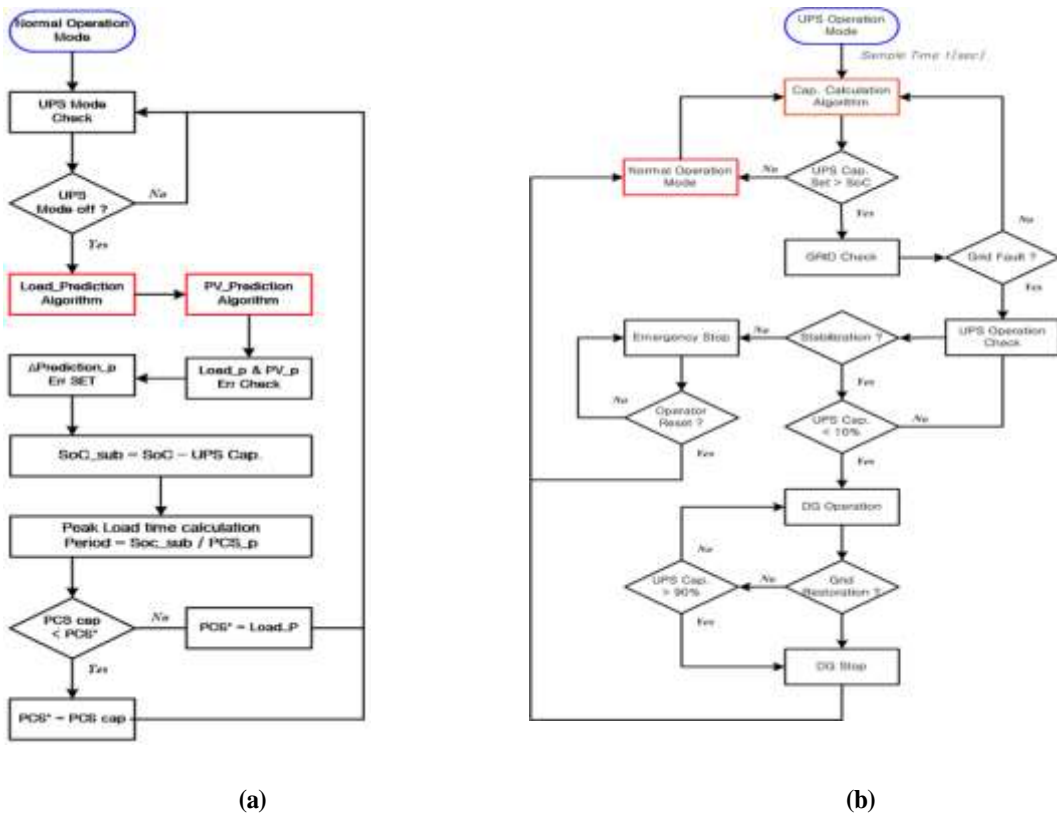 Normal Operation
Mode
UPS Mode
Check
UPS
Mode off ?
No
Yes
Load_Prediction
Algorithm
PV_Prediction
Algorithm
Load_p & PV_p
Err Check
ΔPrediction_p
Err SET
SoC_sub = SoC - UPS Cap.
Peak Load time calculation
Period = Soc_sub / PCS_p
PCS cap
< PCS*
No
PCS* = Load_P
Yes
PCS* = PCS cap
(a)
UPS Operation
Mode
Sample Time 1[sec]
Cap. Calculation
Algorithm
UPS Cap.
Set > SoC
No
Normal Operation
Mode
Yes
GRID Check
Grid Fault ?
No
Yes
UPS Operation
Check
Stabilization ?
No
Emergency Stop
Operator
Reset ?
No
Yes
Yes
UPS Cap.
< 10%
No
Yes
DG Operation
Grid
Restoration ?
No
UPS Cap.
> 90%
No
Yes
DG Stop
(b)